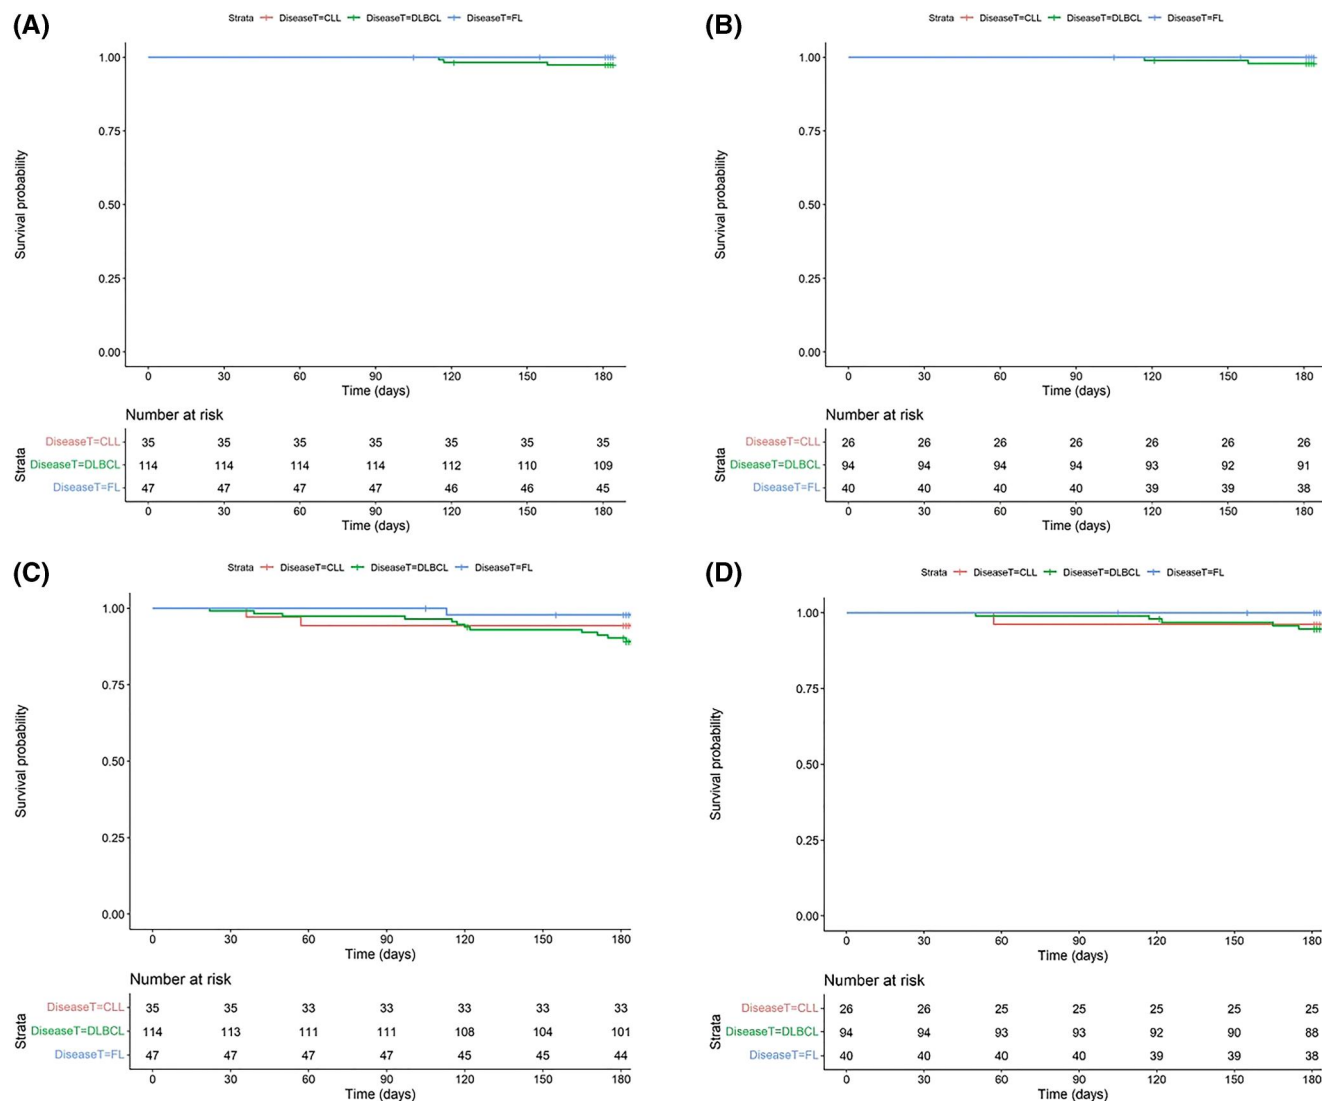 (A)
Strata DiseaseT=CLL DiseaseT=DLBCL DiseaseT=FL
1.00
0.75
0.50
0.25
0.00
Survival probability
0 30 60 90 120 150 180
Time (days)
Number at risk
Strata
DiseaseT=CLL 35 35 35 35 35 35 35
DiseaseT=DLBCL 114 114 114 114 112 110 109
DiseaseT=FL 47 47 47 47 46 46 45
0 30 60 90 120 150 180
Time (days)
(B)
Strata DiseaseT=CLL DiseaseT=DLBCL DiseaseT=FL
1.00
0.75
0.50
0.25
0.00
Survival probability
0 30 60 90 120 150 180
Time (days)
Number at risk
Strata
DiseaseT=CLL 26 26 26 26 26 26 26
DiseaseT=DLBCL 94 94 94 94 93 92 91
DiseaseT=FL 40 40 40 40 39 39 38
0 30 60 90 120 150 180
Time (days)
(C)
Strata DiseaseT=CLL DiseaseT=DLBCL DiseaseT=FL
1.00
0.75
0.50
0.25
0.00
Survival probability
0 30 60 90 120 150 180
Time (days)
Number at risk
Strata
DiseaseT=CLL 35 35 33 33 33 33 33
DiseaseT=DLBCL 114 113 111 111 108 104 101
DiseaseT=FL 47 47 47 47 45 45 44
0 30 60 90 120 150 180
Time (days)
(D)
Strata DiseaseT=CLL DiseaseT=DLBCL DiseaseT=FL
1.00
0.75
0.50
0.25
0.00
Survival probability
0 30 60 90 120 150 180
Time (days)
Number at risk
Strata
DiseaseT=CLL 26 26 25 25 25 25 25
DiseaseT=DLBCL 94 94 93 93 92 90 88
DiseaseT=FL 40 40 40 40 39 39 38
0 30 60 90 120 150 180
Time (days)